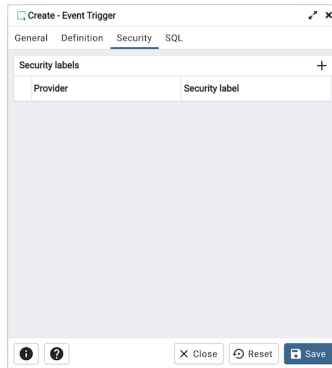 Create - Event Trigger
General Definition Security SQL
Security labels
Provider Security label
Close Reset Save